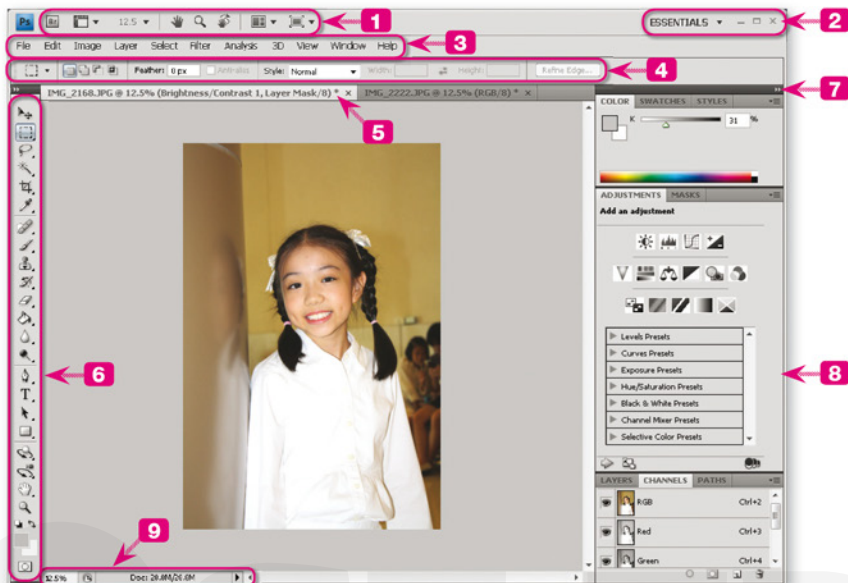 Ps Br 12.5 ESSENTIALS
1
2
File Edit Image Layer Select Filter Analysis 3D View Window Help
3
Feather: 0 px Anti-alias Style: Normal Width: Height: Refine Edge...
4
IMG_2168.JPG @ 12.5% (Brightness/Contrast 1, Layer Mask/8) * × IMG_2222.JPG @ 12.5% (RGB/8) * ×
5
7
COLOR SWATCHES STYLES
K 31 %
ADJUSTMENTS MASKS
Add an adjustment
Levels Presets
Curves Presets
Exposure Presets
Hue/Saturation Presets
Black & White Presets
Channel Mixer Presets
Selective Color Presets
6
8
T
LAYERS CHANNELS PATHS
RGB Ctrl+2
Red Ctrl+3
Green Ctrl+4
9
12.5% Doc: 20.0M/20.0M